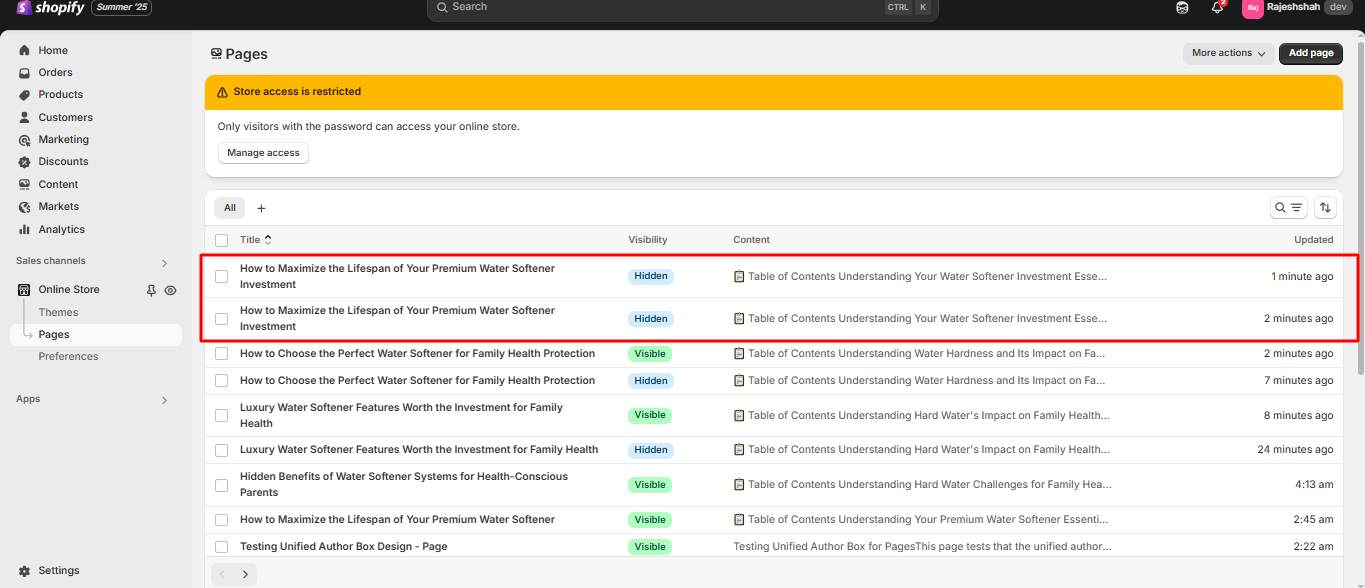 shopify Summer '25
Search CTRL K
2 Raj Rajeshshah dev
Home
Orders
Products
Customers
Marketing
Discounts
Content
Markets
Analytics
Sales channels
Online Store
Themes
Pages
Preferences
Apps
Settings
Pages
More actions Add page
Store access is restricted
Only visitors with the password can access your online store.
Manage access
All +
Title Visibility Content Updated
How to Maximize the Lifespan of Your Premium Water Softener
Investment
Hidden Table of Contents Understanding Your Water Softener Investment Esse... 1 minute ago
How to Maximize the Lifespan of Your Premium Water Softener
Investment
Hidden Table of Contents Understanding Your Water Softener Investment Esse... 2 minutes ago
How to Choose the Perfect Water Softener for Family Health Protection Visible Table of Contents Understanding Water Hardness and Its Impact on Fa... 2 minutes ago
How to Choose the Perfect Water Softener for Family Health Protection Hidden Table of Contents Understanding Water Hardness and Its Impact on Fa... 7 minutes ago
Luxury Water Softener Features Worth the Investment for Family
Health
Visible Table of Contents Understanding Hard Water's Impact on Family Health... 8 minutes ago
Luxury Water Softener Features Worth the Investment for Family Health Hidden Table of Contents Understanding Hard Water's Impact on Family Health... 24 minutes ago
Hidden Benefits of Water Softener Systems for Health-Conscious
Parents
Visible Table of Contents Understanding Hard Water Challenges for Family Hea... 4:13 am
How to Maximize the Lifespan of Your Premium Water Softener Visible Table of Contents Understanding Your Premium Water Softener Essenti... 2:45 am
Testing Unified Author Box Design - Page Visible Testing Unified Author Box for PagesThis page tests that the unified author... 2:22 am